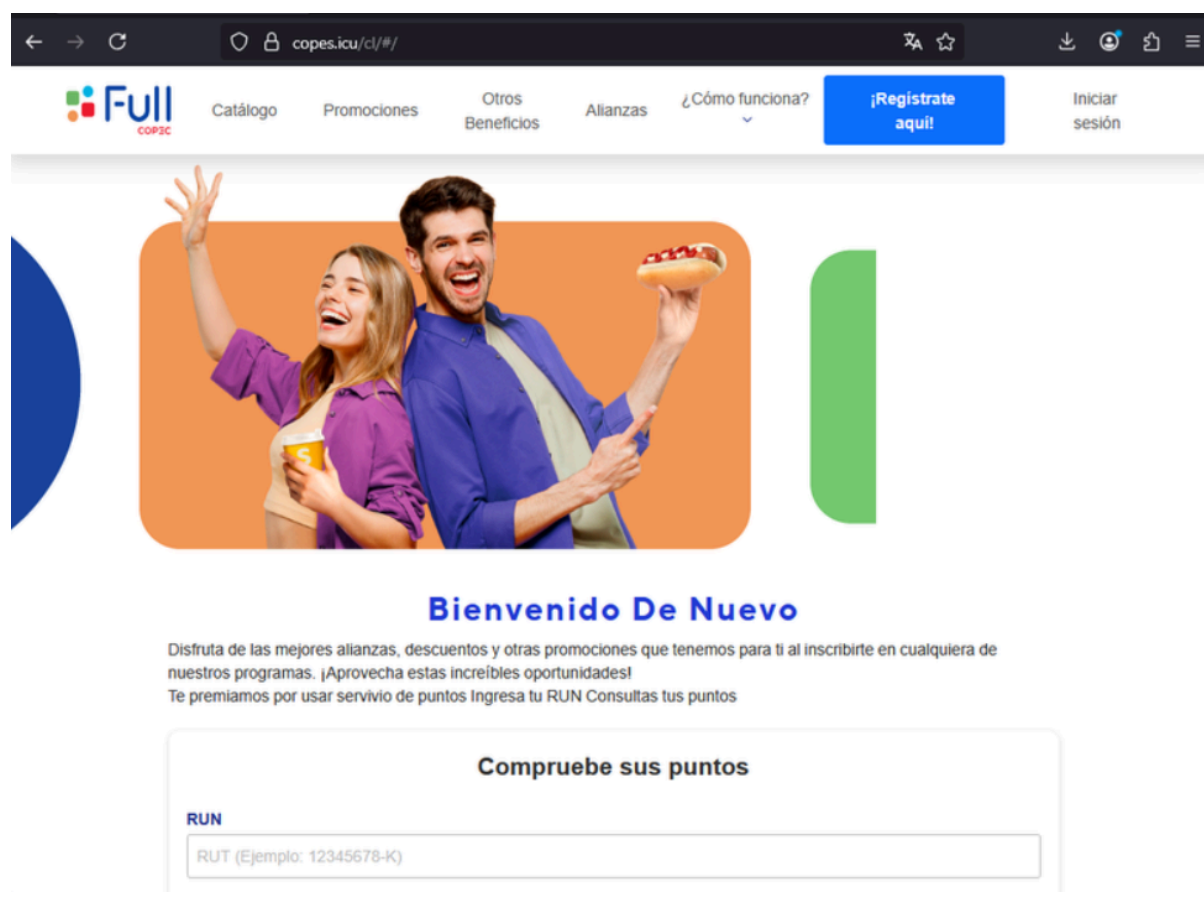 copes.icu/cl/#/
Full
COPEC
Catálogo
Promociones
Otros
Beneficios
Alianzas
¿Cómo funciona?
¡Regístrate
aquí!
Iniciar
sesión
S
Bienvenido De Nuevo
Disfruta de las mejores alianzas, descuentos y otras promociones que tenemos para ti al inscribirte en cualquiera de
nuestros programas. ¡Aprovecha estas increíbles oportunidades!
Te premiamos por usar servivio de puntos Ingresa tu RUN Consultas tus puntos
Compruebe sus puntos
RUN
RUT (Ejemplo: 12345678-K)